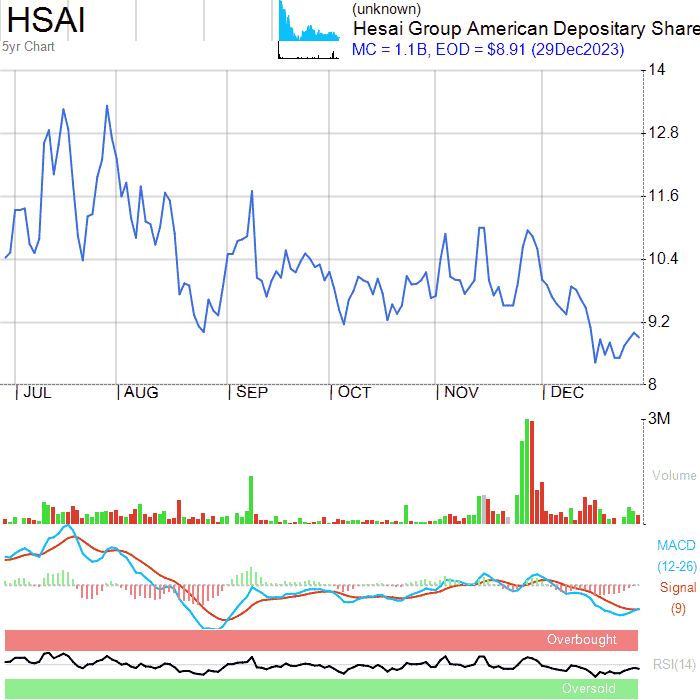 HSAI
5yr Chart
(unknown)
Hesai Group American Depositary Share
MC = 1.1B, EOD = $8.91 (29Dec2023)
14
12.8
11.6
10.4
9.2
8
JUL AUG SEP OCT NOV DEC
3M
Volume
MACD
(12-26)
Signal
(9)
Overbought
RSI(14)
Oversold